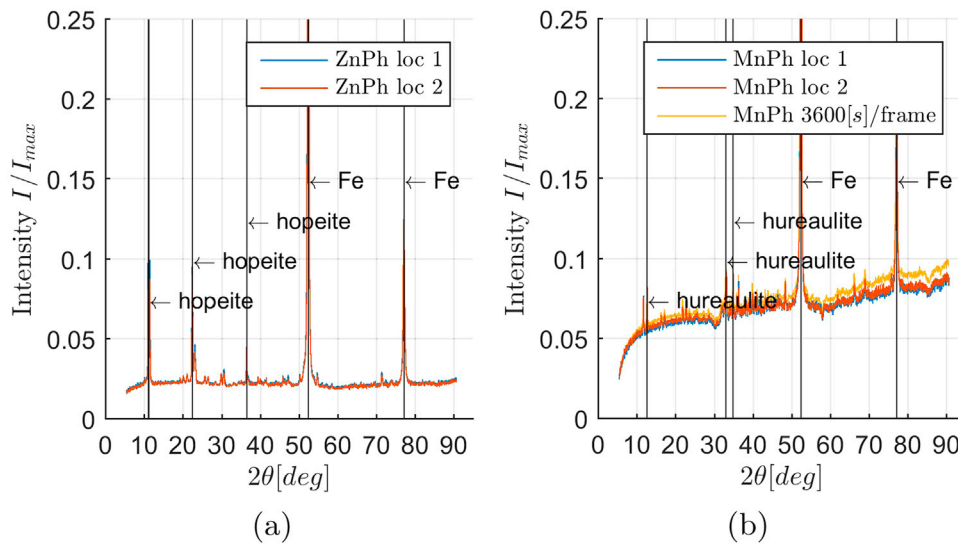 0.25
0.2
0.15
0.1
0.05
0
Intensity I/I_max
ZnPh loc 1
ZnPh loc 2
← Fe
← Fe
← hopeite
← hopeite
← hopeite
0 10 20 30 40 50 60 70 80 90
2θ[deg]
(a)
0.25
0.2
0.15
0.1
0.05
0
Intensity I/I_max
MnPh loc 1
MnPh loc 2
MnPh 3600[s]/frame
← Fe
← Fe
← hureaulite
← hureaulite
← hureaulite
0 10 20 30 40 50 60 70 80 90
2θ[deg]
(b)